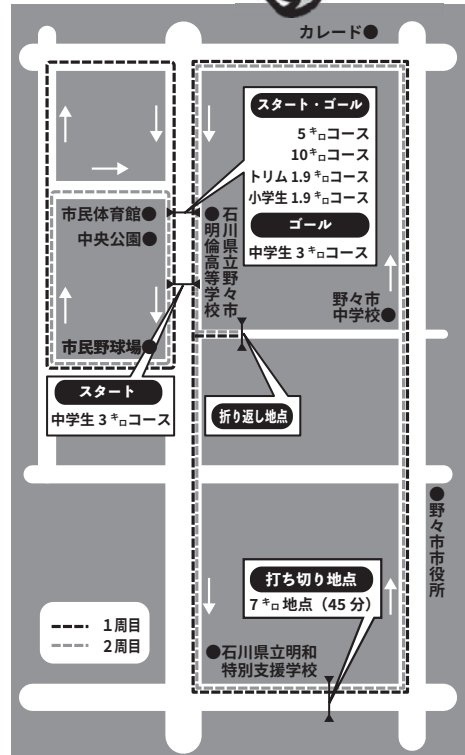 カレード●
スタート・ゴール
5㌔コース
10㌔コース
トリム1.9㌔コース
小学生1.9㌔コース
ゴール
中学生3㌔コース
市民体育館●
中央公園●
●石川県立野々市
明倫高等学校
野々市
中学校●
市民野球場●
スタート
中学生3㌔コース
折り返し地点
●野々市市役所
打ち切り地点
7㌔地点（45分）
1周目
2周目
●石川県立明和
特別支援学校